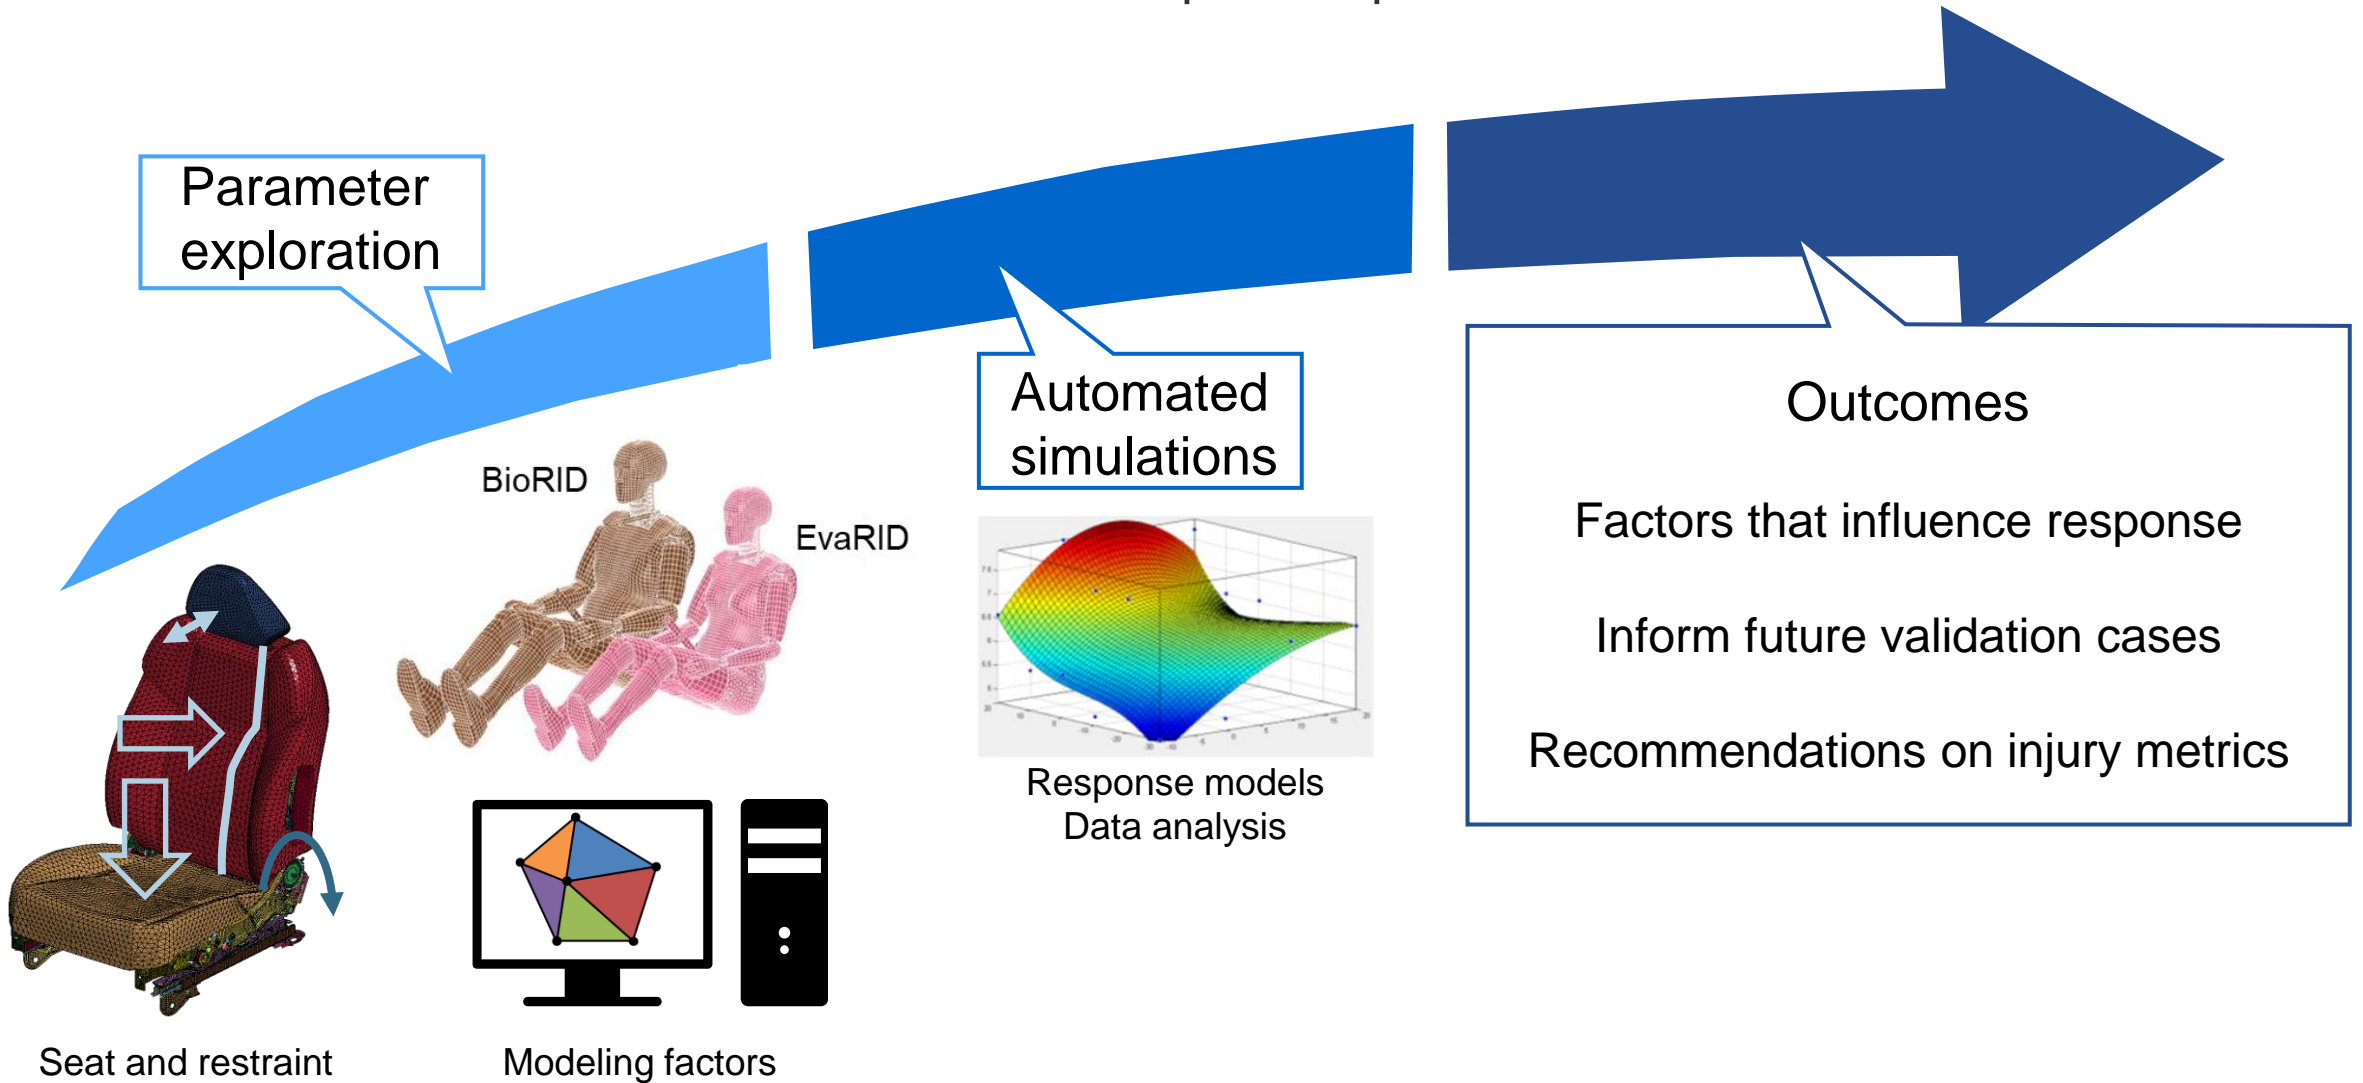 Parameter
exploration
BioRID
EvaRID
Automated
simulations
Response models
Data analysis
Outcomes
Factors that influence response
Inform future validation cases
Recommendations on injury metrics
Seat and restraint
Modeling factors